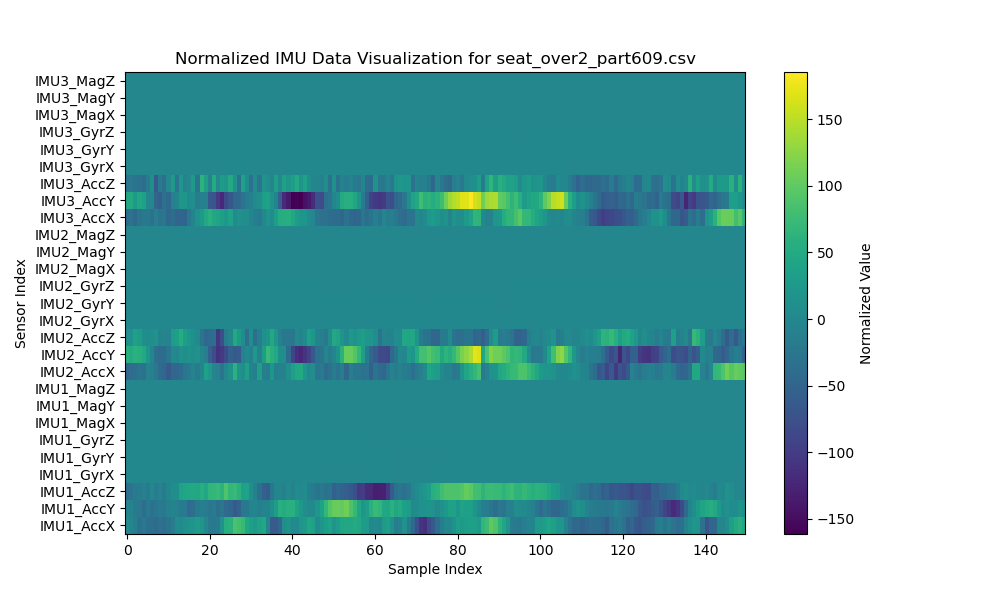 Normalized IMU Data Visualization for seat_over2_part609.csv
IMU3_MagZ
IMU3_MagY
IMU3_MagX
IMU3_GyrZ
IMU3_GyrY
IMU3_GyrX
IMU3_AccZ
IMU3_AccY
IMU3_AccX
IMU2_MagZ
IMU2_MagY
IMU2_MagX
IMU2_GyrZ
IMU2_GyrY
IMU2_GyrX
IMU2_AccZ
IMU2_AccY
IMU2_AccX
IMU1_MagZ
IMU1_MagY
IMU1_MagX
IMU1_GyrZ
IMU1_GyrY
IMU1_GyrX
IMU1_AccZ
IMU1_AccY
IMU1_AccX
Sensor Index
0 20 40 60 80 100 120 140
Sample Index
150
100
50
0
−50
−100
−150
Normalized Value